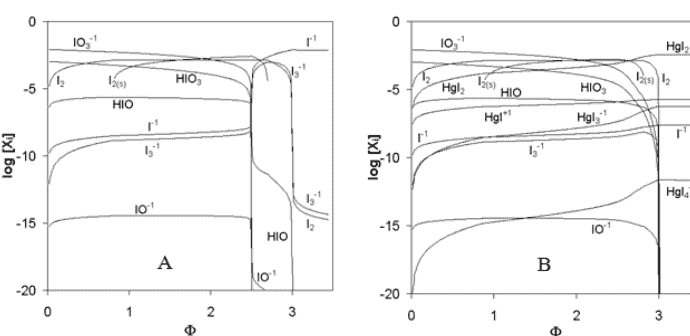 0
IO₃⁻¹
I⁻¹
I₂
I₂₍ₛ₎
HIO₃
I₃⁻¹
-5
HIO
log [Xᵢ]
-10
I⁻¹
I₃⁻¹
-15
IO⁻¹
I₃⁻¹
I₂
A
HIO
IO⁻¹
-20
0 1 2 3
Φ
0
IO₃⁻¹
HgI₂
I₂
I₂₍ₛ₎
I₂₍ₛ₎
I₂
HgI₂
HIO
HIO₃
-5
HgI⁺¹
HgI₃⁻¹
log [Xᵢ]
I⁻¹
I⁻¹
-10
I₃⁻¹
HgI₄
-15
IO⁻¹
B
-20
0 1 2 3
Φ